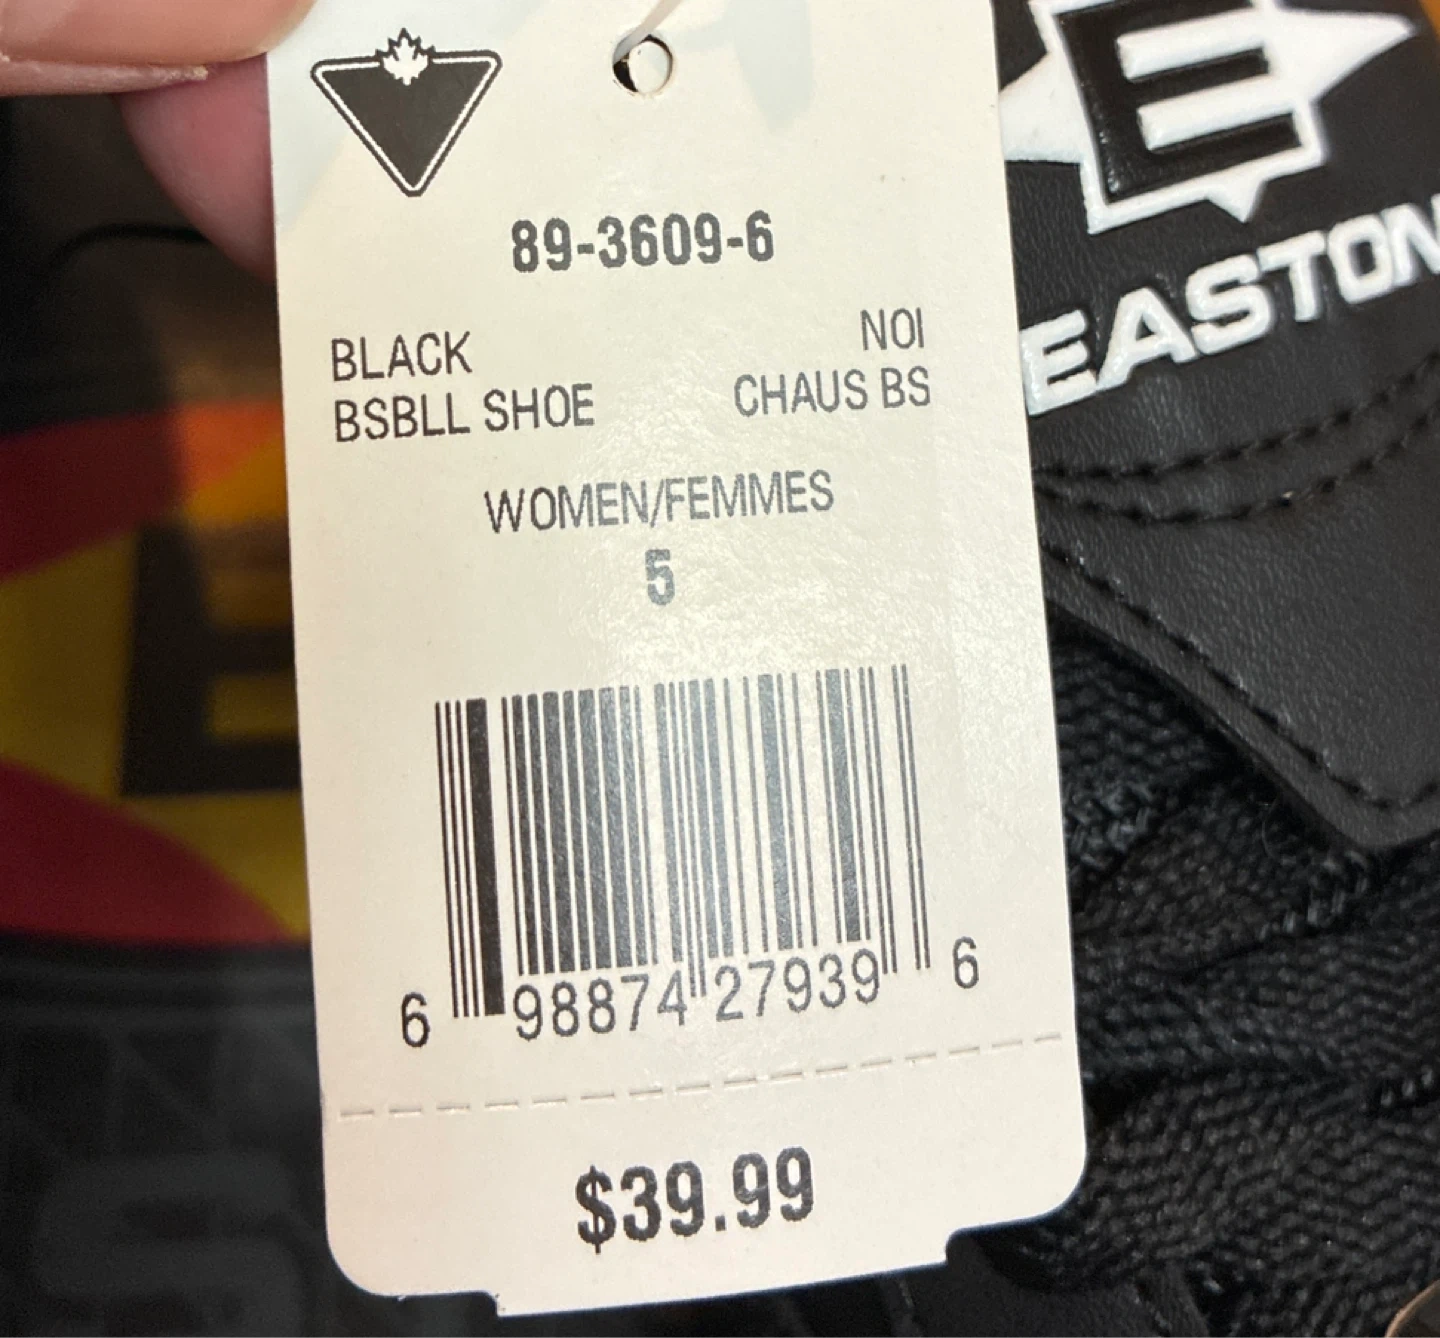 89-3609-6
BLACK
NOI
BSBLL SHOE
CHAUS BS
WOMEN/FEMMES
5
6 98874 27939 6
$39.99
E
EASTON